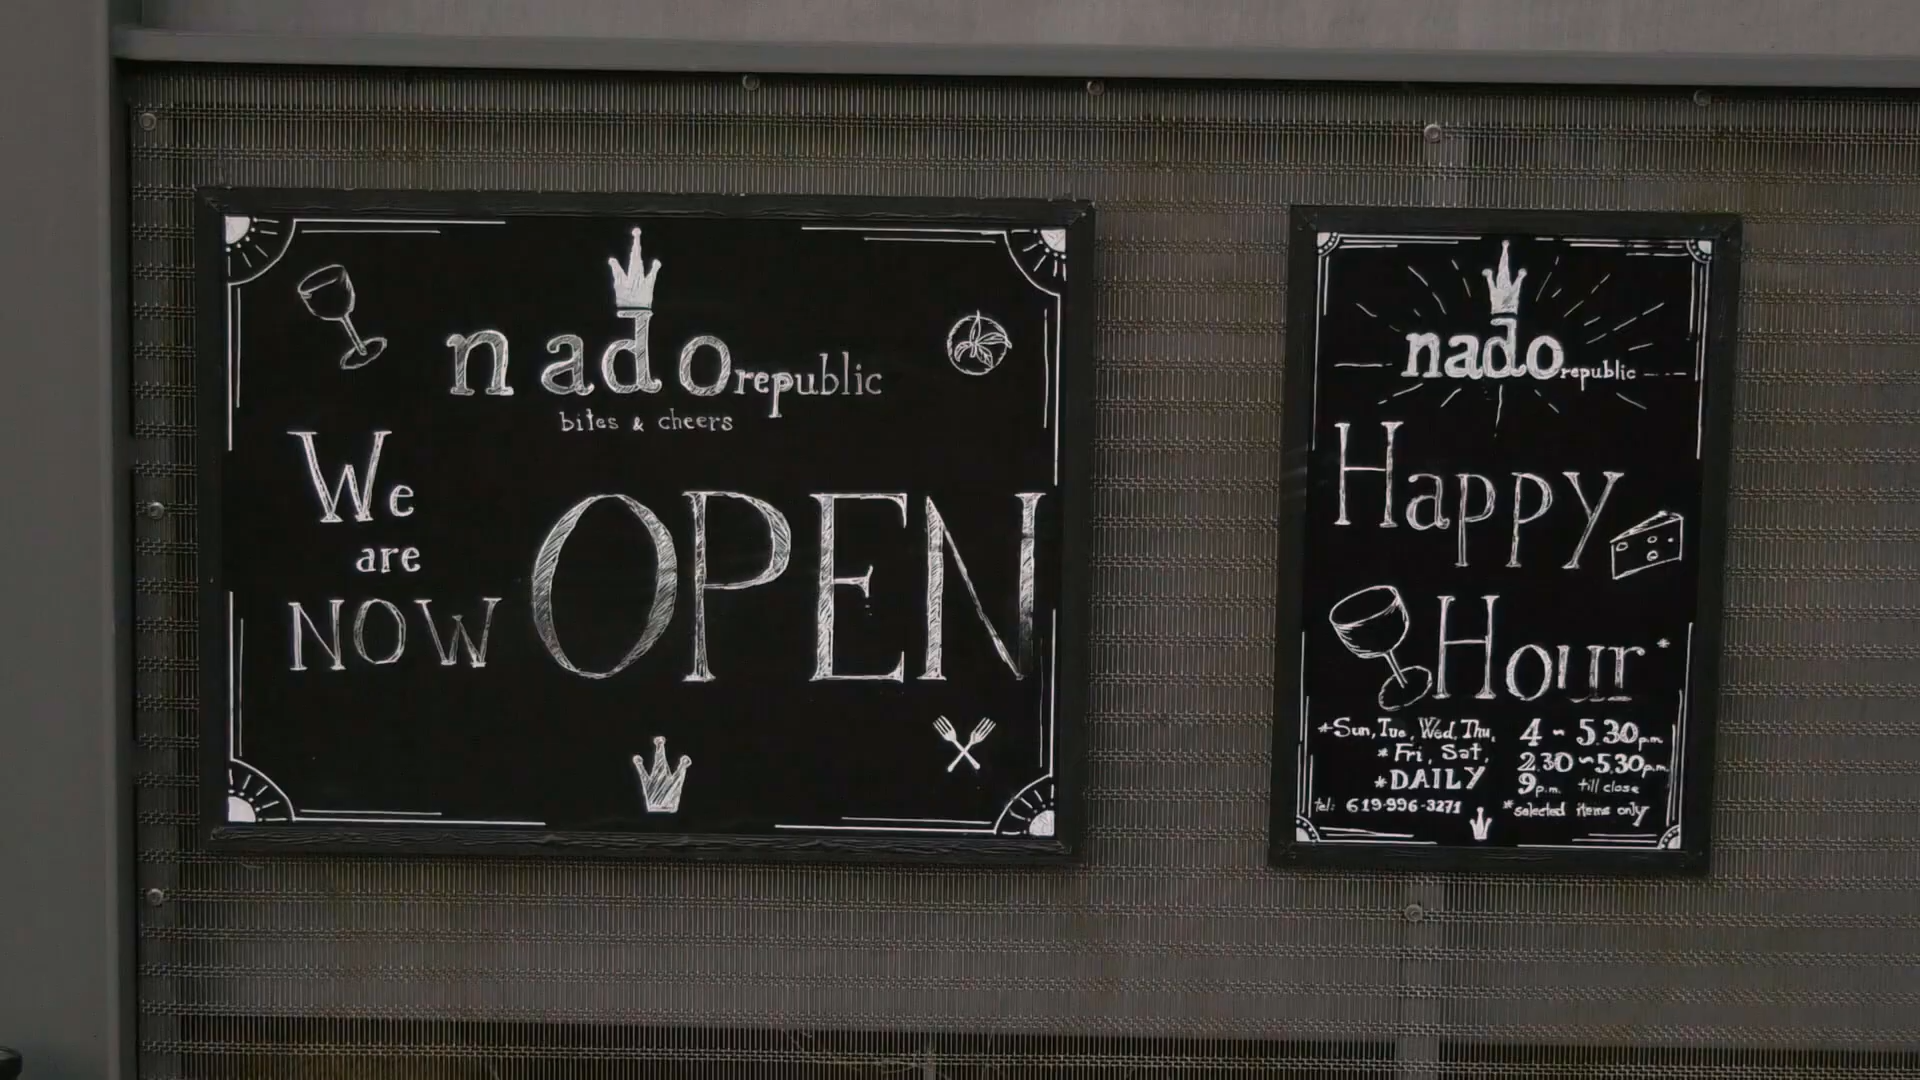 nado republic
bites & cheers
We
are
NOW OPEN
nado republic
Happy
Hour*
*Sun, Tue, Wed, Thu, 4 - 5.30 p.m.
*Fri, Sat, 2.30 - 5.30 p.m.
*DAILY 9 p.m. till close
tel: 619-996-3271 *selected items only